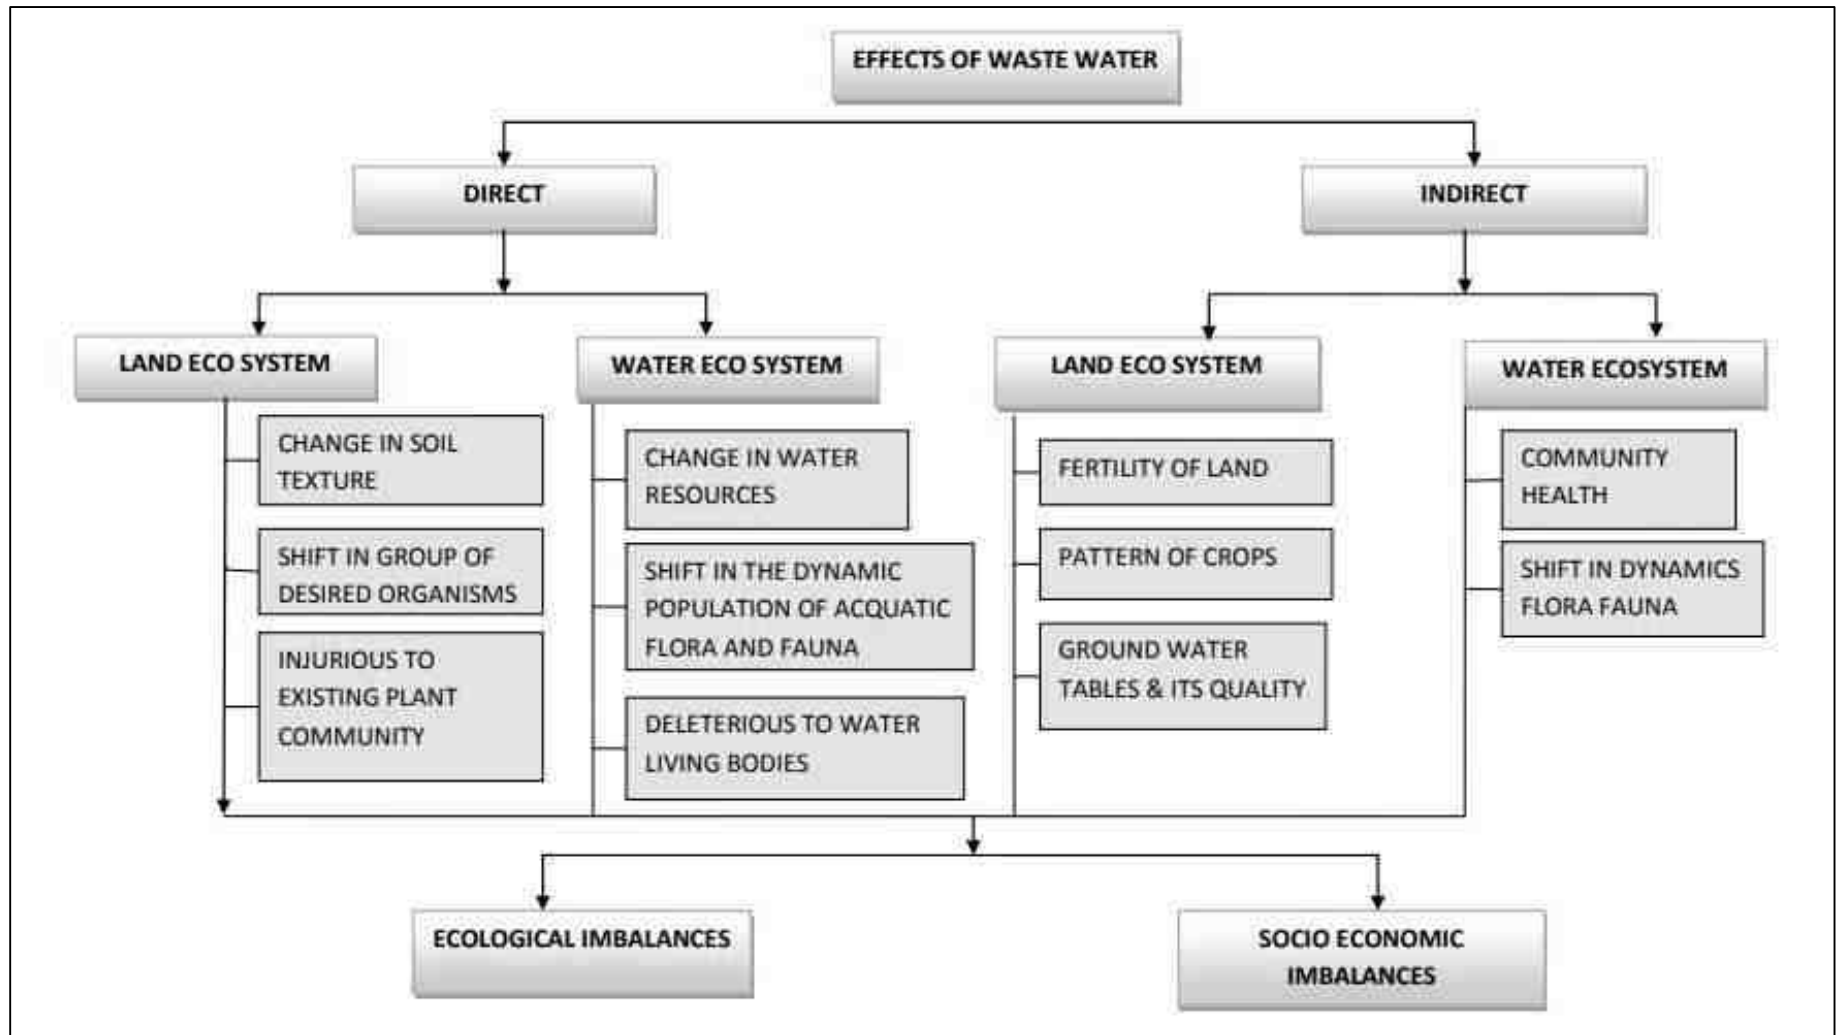 EFFECTS OF WASTE WATER
DIRECT
INDIRECT
LAND ECO SYSTEM
CHANGE IN SOIL
TEXTURE
SHIFT IN GROUP OF
DESIRED ORGANISMS
INJURIOUS TO
EXISTING PLANT
COMMUNITY
WATER ECO SYSTEM
CHANGE IN WATER
RESOURCES
SHIFT IN THE DYNAMIC
POPULATION OF ACQUATIC
FLORA AND FAUNA
DELETERIOUS TO WATER
LIVING BODIES
LAND ECO SYSTEM
FERTILITY OF LAND
PATTERN OF CROPS
GROUND WATER
TABLES & ITS QUALITY
WATER ECOSYSTEM
COMMUNITY
HEALTH
SHIFT IN DYNAMICS
FLORA FAUNA
ECOLOGICAL IMBALANCES
SOCIO ECONOMIC
IMBALANCES